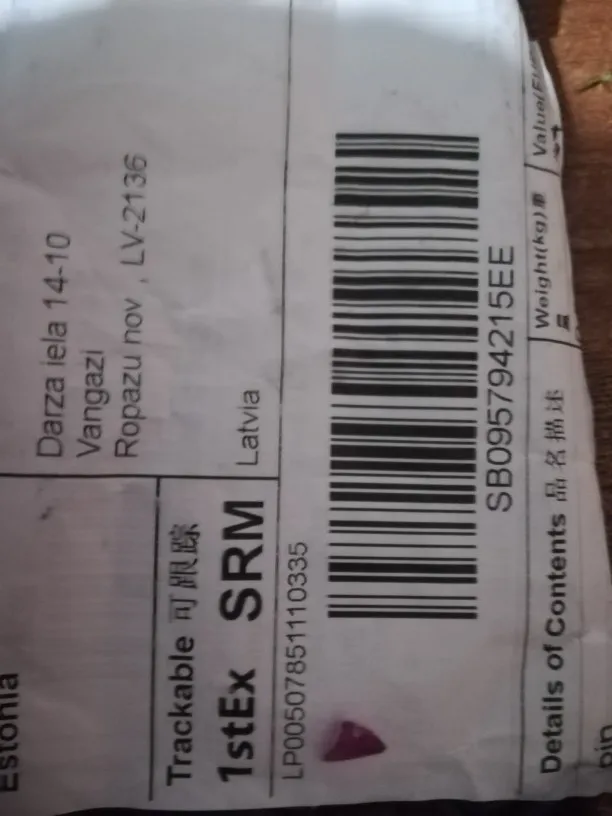 Darza iela 14-10
Vangazi
Ropazu nov , LV-2136
Latvia
Estonia
Trackable 可跟踪
1stEx SRM
LP00507851110335
SB095794215EE
Details of Contents 品名描述
Weight(kg)重
量